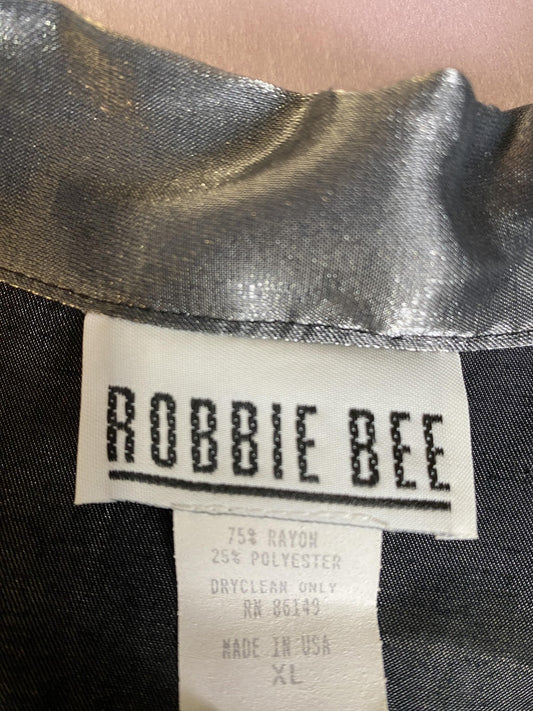 ROBBIE BEE
75% RAYON
25% POLYESTER
DRYCLEAN ONLY
RN 86149
MADE IN USA
XL